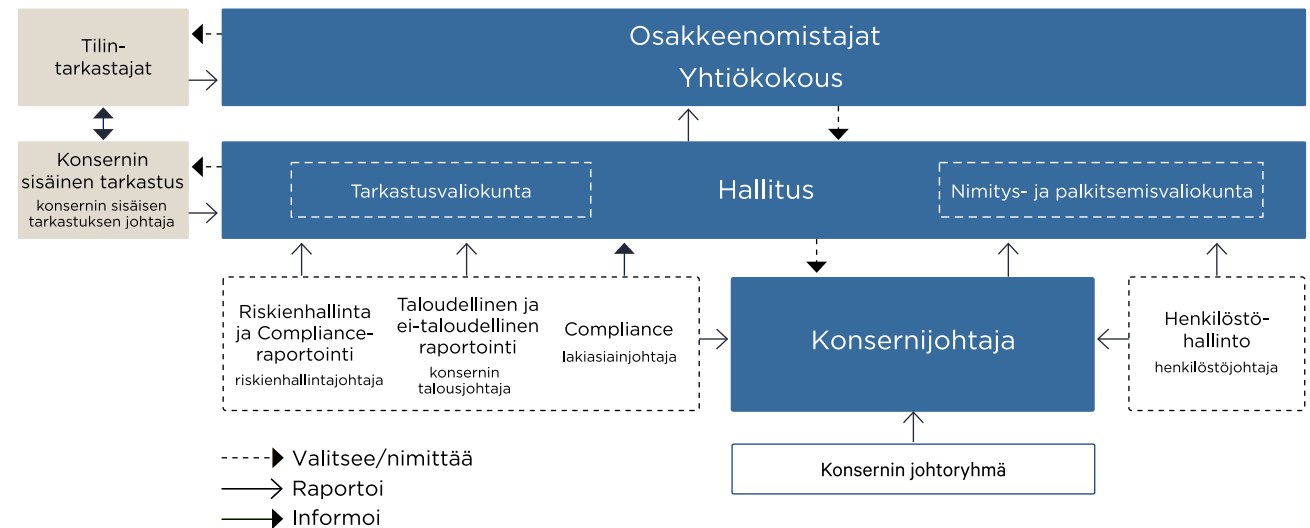 Tilin-
tarkastajat
Osakkeenomistajat
Yhtiökokous
Konsernin
sisäinen tarkastus
konsernin sisäisen
tarkastuksen johtaja
Tarkastusvaliokunta
Hallitus
Nimitys- ja palkitsemisvaliokunta
Riskienhallinta
ja Compliance-
raportointi
riskienhallintajohtaja
Taloudellinen ja
ei-taloudellinen
raportointi
konsernin
talousjohtaja
Compliance
lakiasiainjohtaja
Konsernijohtaja
Henkilöstö-
hallinto
henkilöstöjohtaja
Konsernin johtoryhmä
Valitsee/nimittää
Raportoi
Informoi